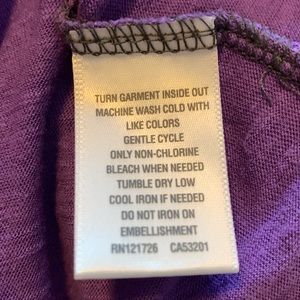 TURN GARMENT INSIDE OUT
MACHINE WASH COLD WITH
LIKE COLORS
GENTLE CYCLE
ONLY NON-CHLORINE
BLEACH WHEN NEEDED
TUMBLE DRY LOW
COOL IRON IF NEEDED
DO NOT IRON ON
EMBELLISHMENT
RN121726 CA53201